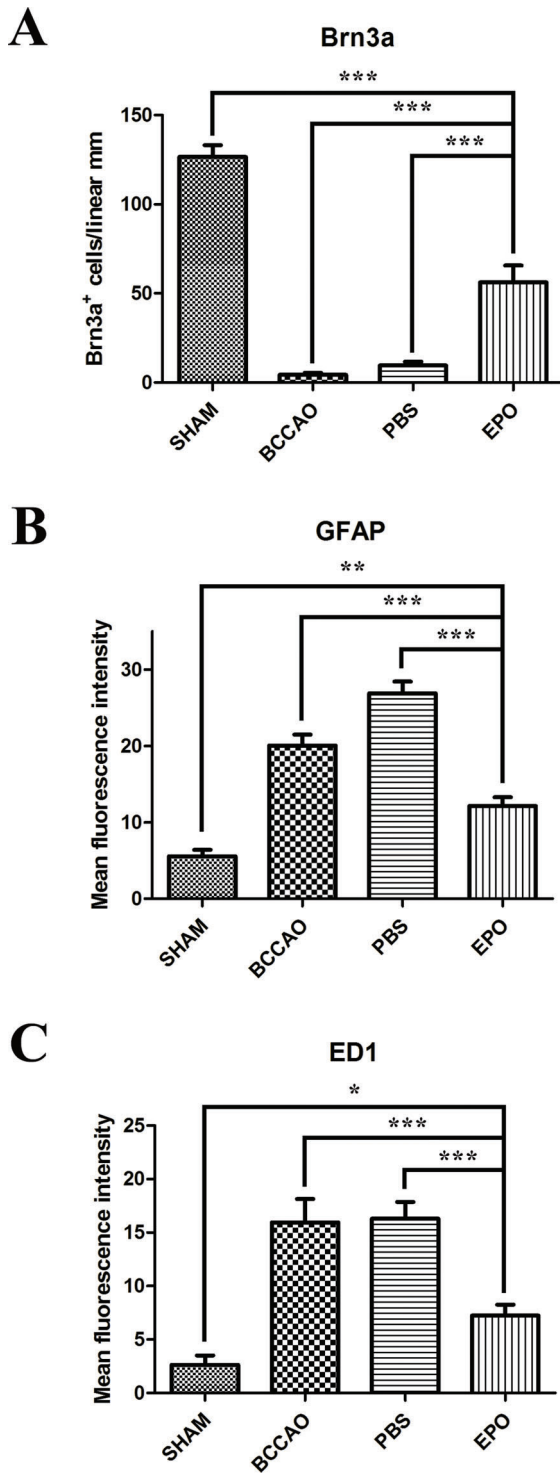 A
Brn3a
***
***
***
Brn3a⁺ cells/linear mm
150
100
50
0
SHAM
BCCAO
PBS
EPO
B
GFAP
**
***
***
Mean fluorescence intensity
30
20
10
0
SHAM
BCCAO
PBS
EPO
C
ED1
*
***
***
Mean fluorescence intensity
25
20
15
10
5
0
SHAM
BCCAO
PBS
EPO